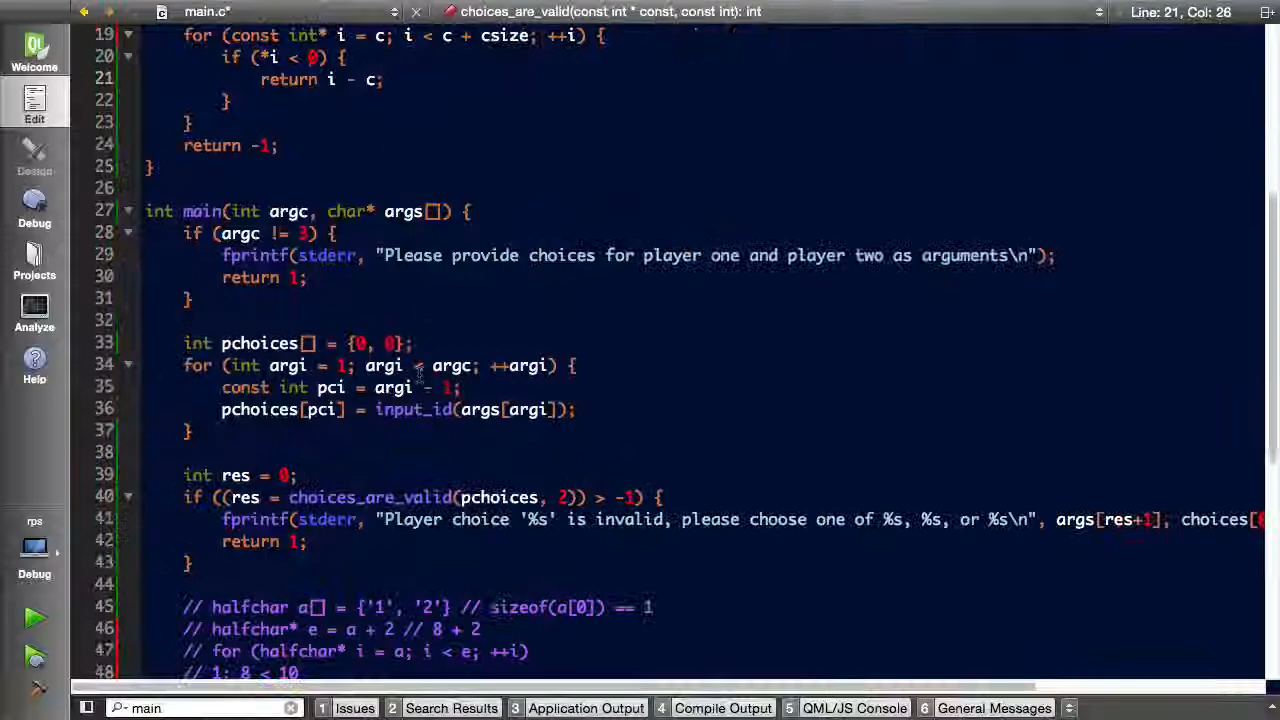 main.c*
choices_are_valid(const int * const, const int): int
Line: 21, Col: 26
Welcome
Edit
Design
Debug
Projects
Analyze
Help
rps
Debug
19 for (const int* i = c; i < c + csize; ++i) {
20 if (*i < 0) {
21 return i - c;
22 }
23 }
24 return -1;
25 }
26
27 int main(int argc, char* args[]) {
28 if (argc != 3) {
29 fprintf(stderr, "Please provide choices for player one and player two as arguments\n");
30 return 1;
31 }
32
33 int pchoices[] = {0, 0};
34 for (int argi = 1; argi < argc; ++argi) {
35 const int pci = argi - 1;
36 pchoices[pci] = input_id(args[argi]);
37 }
38
39 int res = 0;
40 if ((res = choices_are_valid(pchoices, 2)) > -1) {
41 fprintf(stderr, "Player choice '%s' is invalid, please choose one of %s, %s, or %s\n", args[res+1], choices[
42 return 1;
43 }
44
45 // halfchar a[] = {'1', '2'} // sizeof(a[0]) == 1
46 // halfchar* e = a + 2 // 8 + 2
47 // for (halfchar* i = a; i < e; ++i)
48 // 1: 8 < 10
main
1 Issues
2 Search Results
3 Application Output
4 Compile Output
5 QML/JS Console
6 General Messages